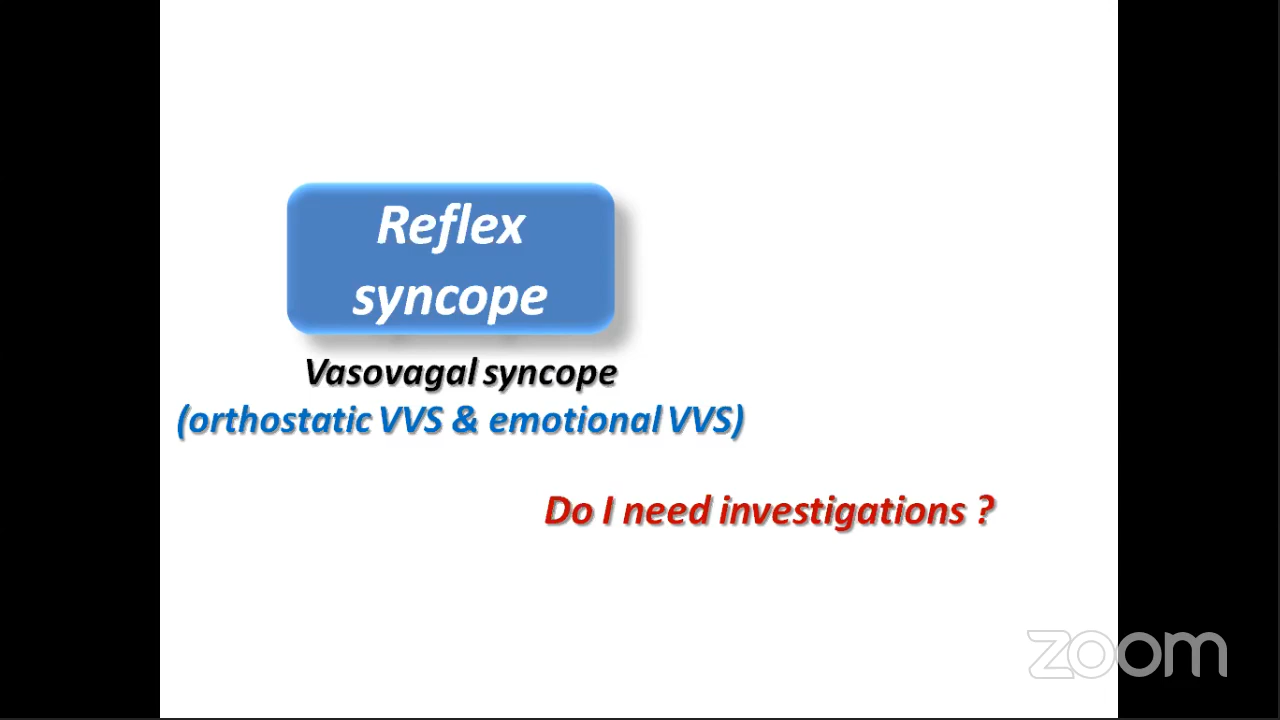 Reflex
syncope
Vasovagal syncope
(orthostatic VVS & emotional VVS)
Do I need investigations ?
zoom